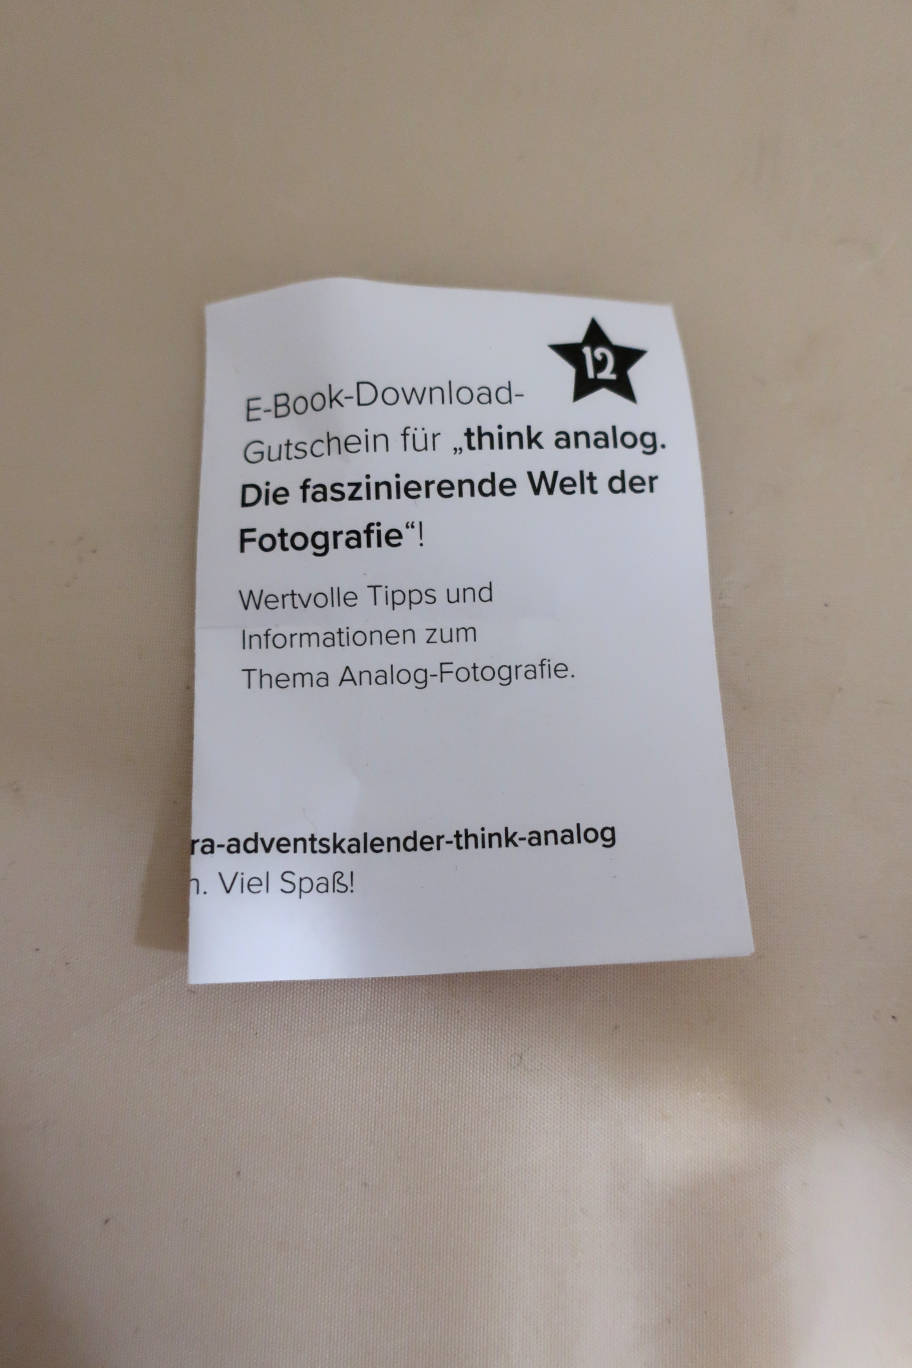 12
E-Book-Download-
Gutschein für „think analog.
Die faszinierende Welt der
Fotografie“!
Wertvolle Tipps und
Informationen zum
Thema Analog-Fotografie.
ra-adventskalender-think-analog
n. Viel Spaß!